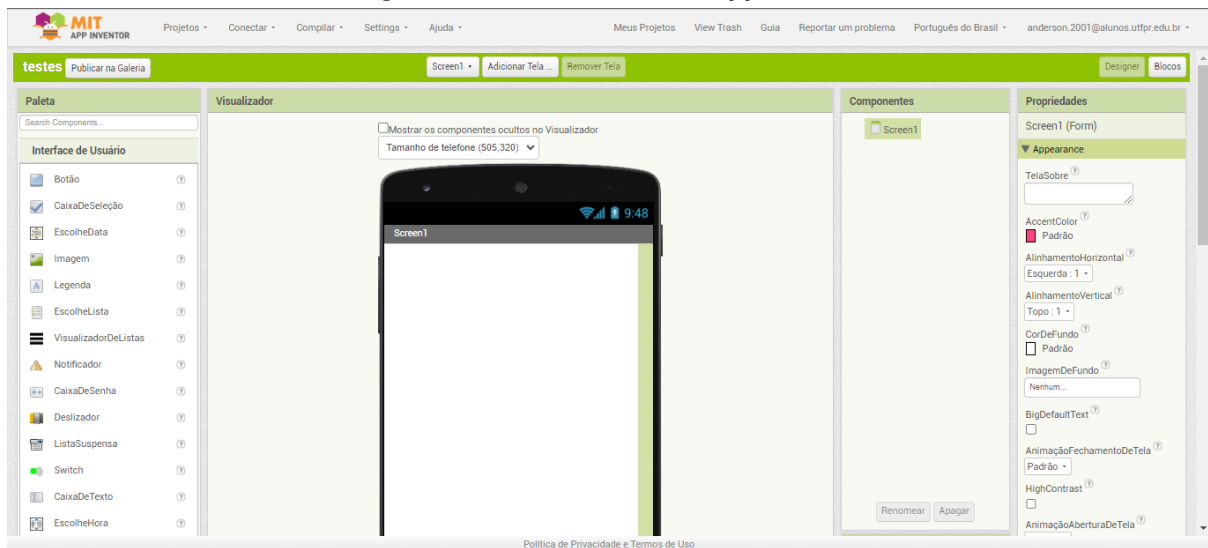 MIT
APP INVENTOR
Projetos Conectar Compilar Settings Ajuda Meus Projetos View Trash Guia Reportar um problema Português do Brasil anderson.2001@alunos.utfpr.edu.br
testes Publicar na Galeria Screen1 Adicionar Tela ... Remover Tela Designer Blocos
Paleta
Search Components...
Interface de Usuário
Botão ?
CaixaDeSeleção ?
EscolheData ?
Imagem ?
A Legenda ?
EscolheLista ?
VisualizadorDeListas ?
Notificador ?
CaixaDeSenha ?
Deslizador ?
ListaSuspensa ?
Switch ?
CaixaDeTexto ?
EscolheHora ?
Visualizador
Mostrar os componentes ocultos no Visualizador
Tamanho de telefone (505,320)
9:48
Screen1
Componentes
Screen1
Renomear Apagar
Propriedades
Screen1 (Form)
Appearance
TelaSobre ?
AccentColor ?
Padrão
AlinhamentoHorizontal ?
Esquerda : 1
AlinhamentoVertical ?
Topo : 1
CorDeFundo ?
Padrão
ImagemDeFundo ?
Nenhum...
BigDefaultText ?
AnimaçãoFechamentoDeTela ?
Padrão
HighContrast ?
AnimaçãoAberturaDeTela ?
Política de Privacidade e Termos de Uso